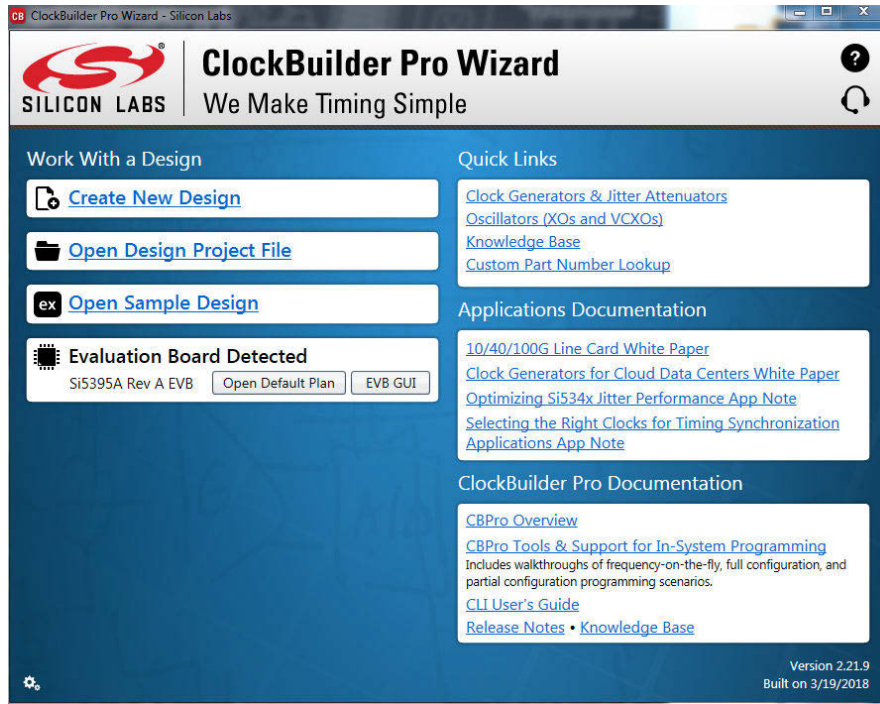 CB ClockBuilder Pro Wizard - Silicon Labs
SILICON LABS
ClockBuilder Pro Wizard
We Make Timing Simple
?
Work With a Design
Create New Design
Open Design Project File
ex Open Sample Design
Evaluation Board Detected
Si5395A Rev A EVB Open Default Plan EVB GUI
Quick Links
Clock Generators & Jitter Attenuators
Oscillators (XOs and VCXOs)
Knowledge Base
Custom Part Number Lookup
Applications Documentation
10/40/100G Line Card White Paper
Clock Generators for Cloud Data Centers White Paper
Optimizing Si534x Jitter Performance App Note
Selecting the Right Clocks for Timing Synchronization
Applications App Note
ClockBuilder Pro Documentation
CBPro Overview
CBPro Tools & Support for In-System Programming
Includes walkthroughs of frequency-on-the-fly, full configuration, and
partial configuration programming scenarios.
CLI User's Guide
Release Notes • Knowledge Base
Version 2.21.9
Built on 3/19/2018